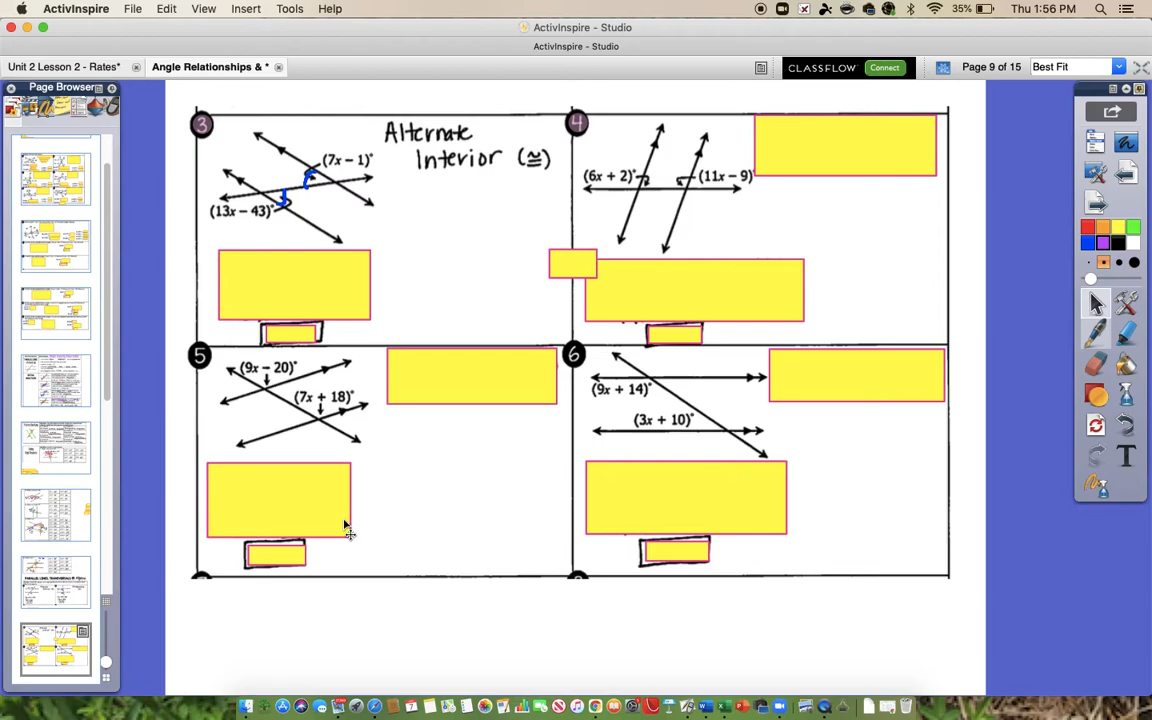 ActivInspire File Edit View Insert Tools Help 35% Thu 1:56 PM
ActivInspire - Studio
ActivInspire - Studio
Unit 2 Lesson 2 - Rates* Angle Relationships & * CLASSFLOW Connect Page 9 of 15 Best Fit
Page Browser
3
Alternate
Interior (≅)
(7x – 1)°
(13x – 43)°
4
(6x + 2)°
(11x – 9)°
5
(9x – 20)°
(7x + 18)°
6
(9x + 14)°
(3x + 10)°
T